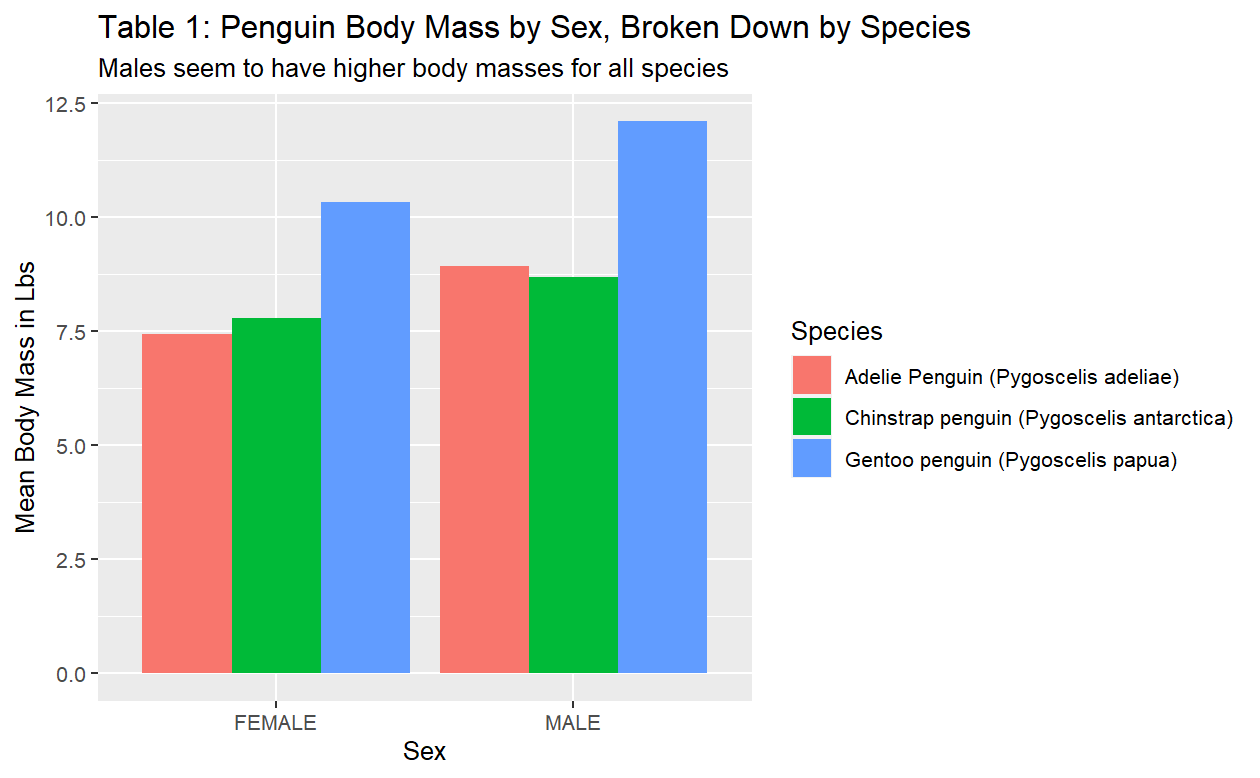 Table 1: Penguin Body Mass by Sex, Broken Down by Species
Males seem to have higher body masses for all species
Mean Body Mass in Lbs
12.5
10.0
7.5
5.0
2.5
0.0
FEMALE
MALE
Sex
Species
Adelie Penguin (Pygoscelis adeliae)
Chinstrap penguin (Pygoscelis antarctica)
Gentoo penguin (Pygoscelis papua)